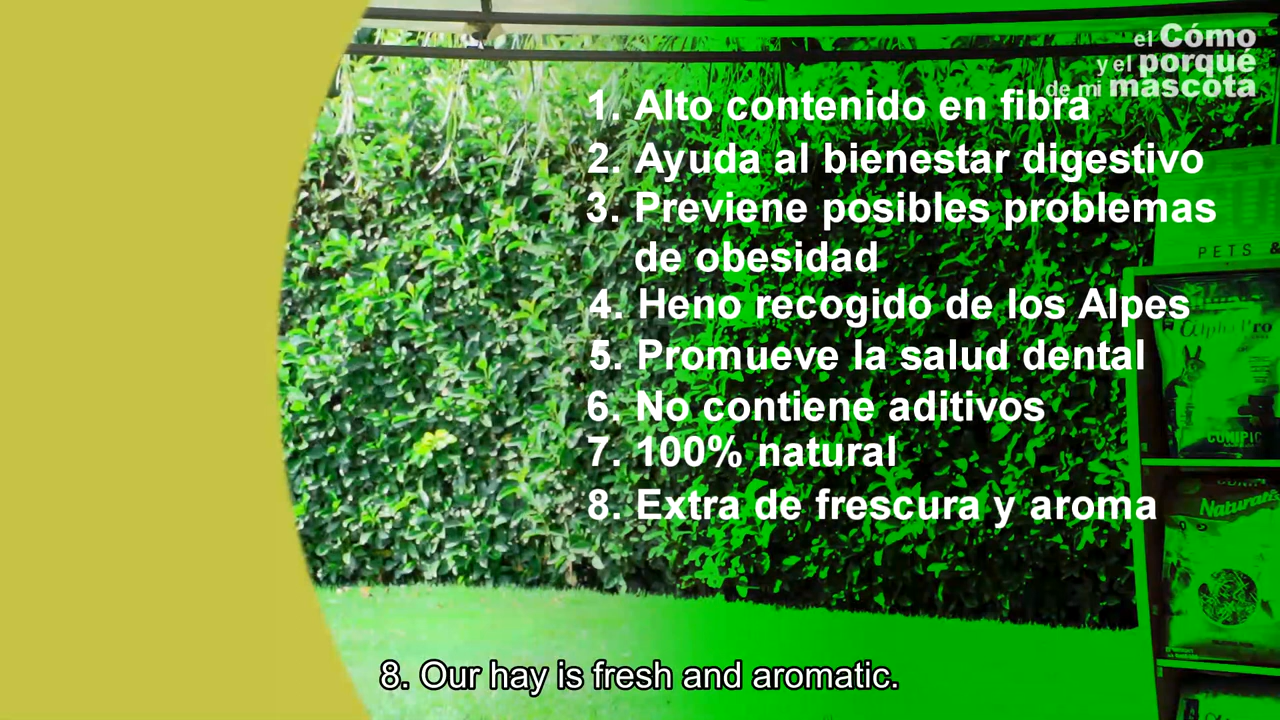 el Cómo
y el porqué
de mi mascota
1. Alto contenido en fibra
2. Ayuda al bienestar digestivo
3. Previene posibles problemas
de obesidad
4. Heno recogido de los Alpes
5. Promueve la salud dental
6. No contiene aditivos
7. 100% natural
8. Extra de frescura y aroma
PETS &
CUNIPIC
8. Our hay is fresh and aromatic.